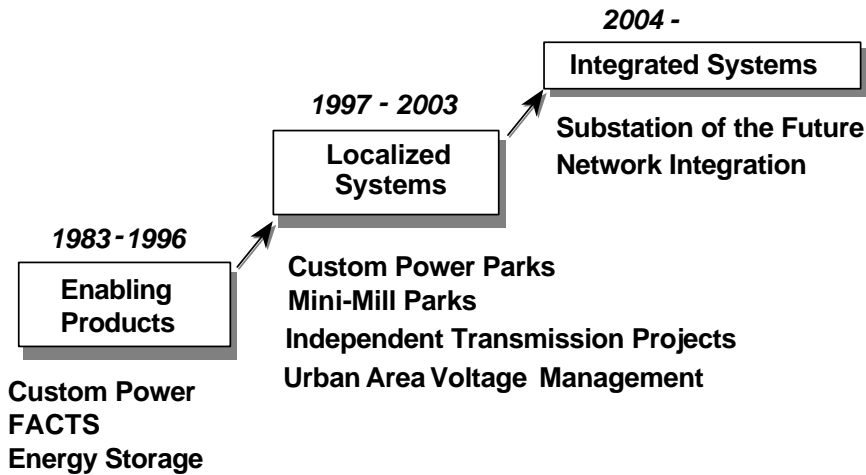 1983 - 1996
Enabling
Products
Custom Power
FACTS
Energy Storage
1997 - 2003
Localized
Systems
Custom Power Parks
Mini-Mill Parks
Independent Transmission Projects
Urban Area Voltage Management
2004 -
Integrated Systems
Substation of the Future
Network Integration